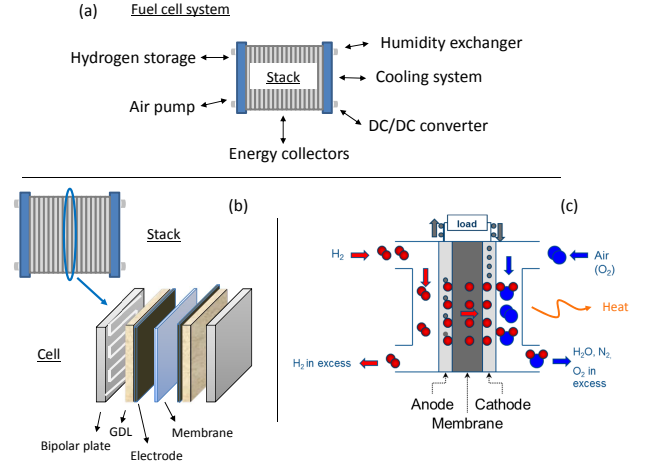 (a)
Fuel cell system
Humidity exchanger
Hydrogen storage
Stack
Cooling system
Air pump
DC/DC converter
Energy collectors
(b)
Stack
Cell
GDL
Bipolar plate
Membrane
Electrode
(c)
load
H2
Air
(O2)
Heat
H2 in excess
H2O, N2,
O2 in
excess
Anode
Cathode
Membrane